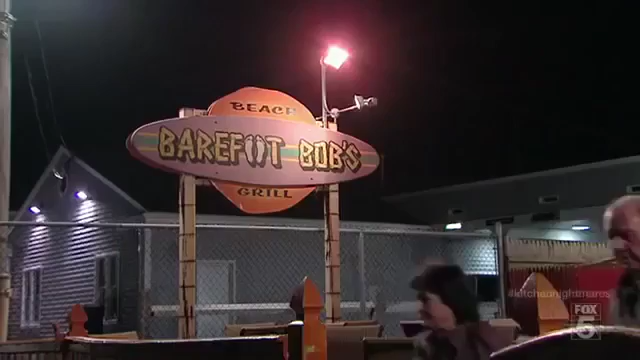 BEACH
BAREFOOT BOB'S
GRILL
#kitchennightmares
FOX
5